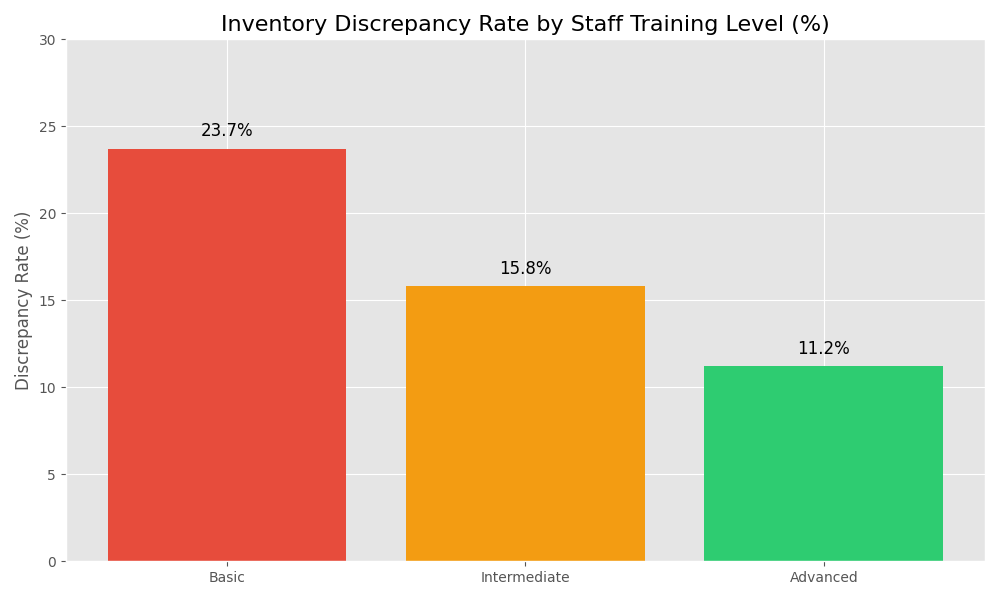 Inventory Discrepancy Rate by Staff Training Level (%)
Discrepancy Rate (%)
30
25
20
15
10
5
0
23.7%
15.8%
11.2%
Basic
Intermediate
Advanced